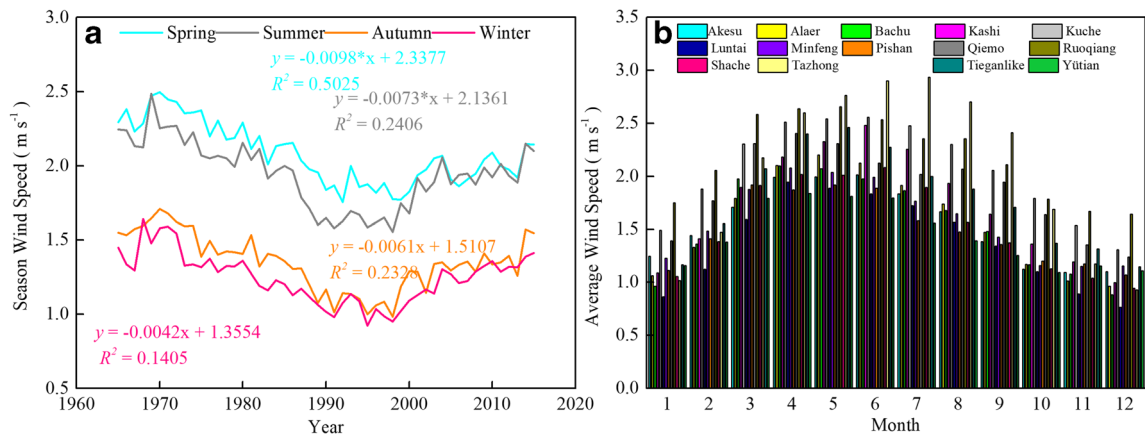 a
Spring Summer Autumn Winter
y = -0.0098*x + 2.3377
R² = 0.5025
y = -0.0073*x + 2.1361
R² = 0.2406
y = -0.0061x + 1.5107
R² = 0.2328
y = -0.0042x + 1.3554
R² = 0.1405
Season Wind Speed ( m s⁻¹)
3.0
2.5
2.0
1.5
1.0
0.5
1960 1970 1980 1990 2000 2010 2020
Year
b
Akesu Alaer Bachu Kashi Kuche
Luntai Minfeng Pishan Qiemo Ruoqiang
Shache Tazhong Tieganlike Yütian
Average Wind Speed ( m s⁻¹)
3.5
3.0
2.5
2.0
1.5
1.0
0.5
0.0
1 2 3 4 5 6 7 8 9 10 11 12
Month